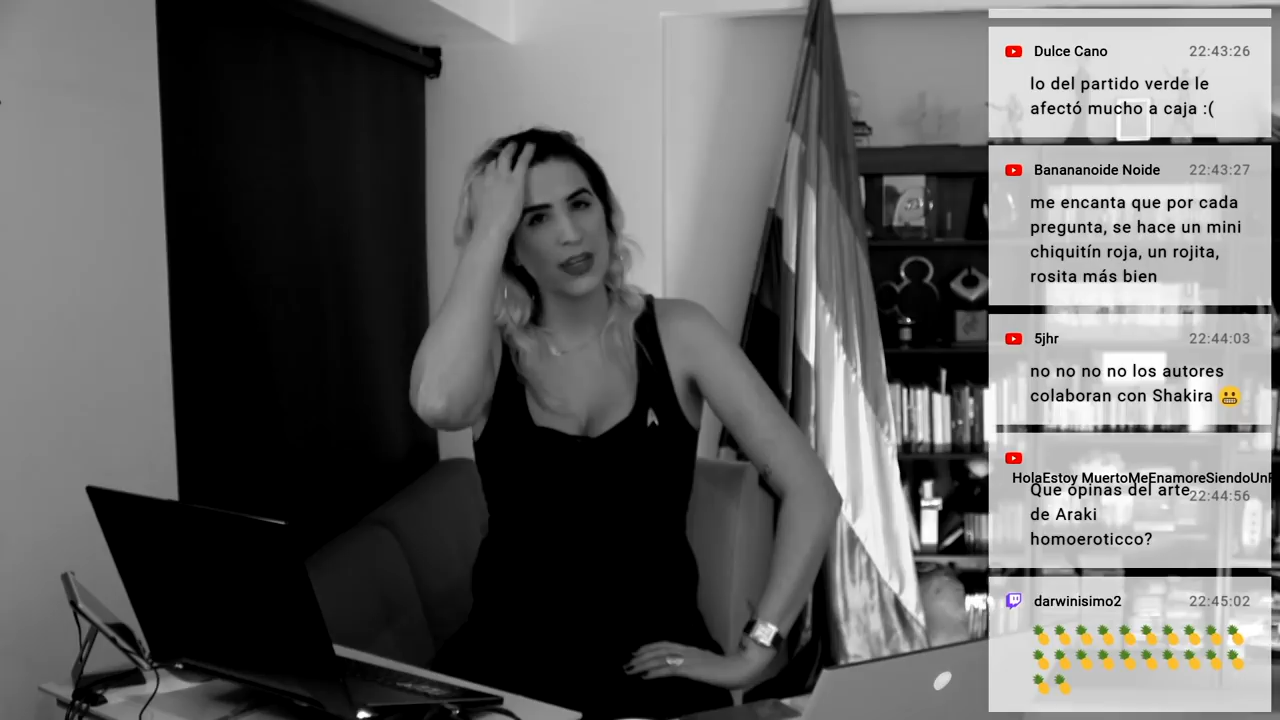 Dulce Cano 22:43:26
lo del partido verde le
afectó mucho a caja :(
Banananoide Noide 22:43:27
me encanta que por cada
pregunta, se hace un mini
chiquitín roja, un rojita,
rosita más bien
5jhr 22:44:03
no no no no los autores
colaboran con Shakira 😬
HolaEstoy MuertoMeEnamoreSiendoUnF
Que ópinas del arte 22:44:56
de Araki
homoeroticco?
darwinisimo2 22:45:02
🍍🍍🍍🍍🍍🍍🍍🍍🍍🍍
🍍🍍🍍🍍🍍🍍🍍🍍🍍🍍
🍍🍍